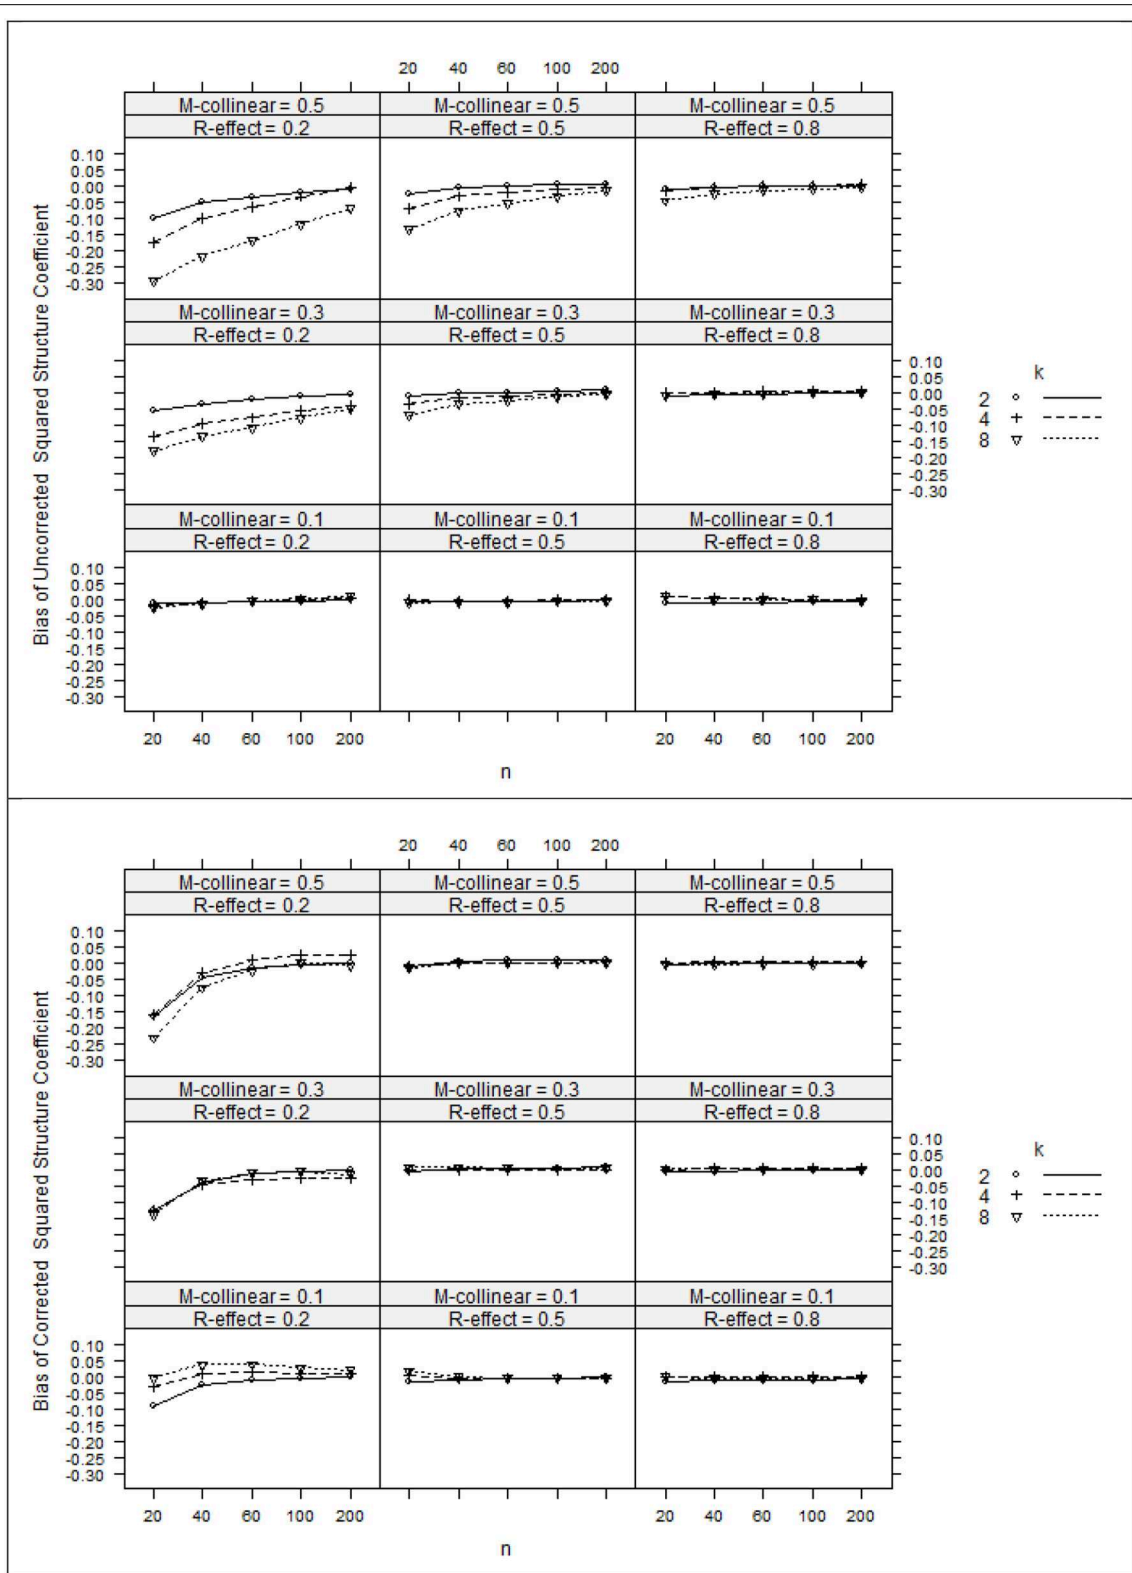 20 40 60 100 200
M-collinear = 0.5 M-collinear = 0.5 M-collinear = 0.5
R-effect = 0.2 R-effect = 0.5 R-effect = 0.8
0.10
0.05
0.00
-0.05
-0.10
-0.15
-0.20
-0.25
-0.30
M-collinear = 0.3 M-collinear = 0.3 M-collinear = 0.3
R-effect = 0.2 R-effect = 0.5 R-effect = 0.8
0.10
0.05
0.00
-0.05
-0.10
-0.15
-0.20
-0.25
-0.30
k
2
4
8
M-collinear = 0.1 M-collinear = 0.1 M-collinear = 0.1
R-effect = 0.2 R-effect = 0.5 R-effect = 0.8
0.10
0.05
0.00
-0.05
-0.10
-0.15
-0.20
-0.25
-0.30
Bias of Uncorrected Squared Structure Coefficient
20 40 60 100 200 20 40 60 100 200
n
20 40 60 100 200
M-collinear = 0.5 M-collinear = 0.5 M-collinear = 0.5
R-effect = 0.2 R-effect = 0.5 R-effect = 0.8
0.10
0.05
0.00
-0.05
-0.10
-0.15
-0.20
-0.25
-0.30
M-collinear = 0.3 M-collinear = 0.3 M-collinear = 0.3
R-effect = 0.2 R-effect = 0.5 R-effect = 0.8
0.10
0.05
0.00
-0.05
-0.10
-0.15
-0.20
-0.25
-0.30
k
2
4
8
M-collinear = 0.1 M-collinear = 0.1 M-collinear = 0.1
R-effect = 0.2 R-effect = 0.5 R-effect = 0.8
0.10
0.05
0.00
-0.05
-0.10
-0.15
-0.20
-0.25
-0.30
Bias of Corrected Squared Structure Coefficient
20 40 60 100 200 20 40 60 100 200
n